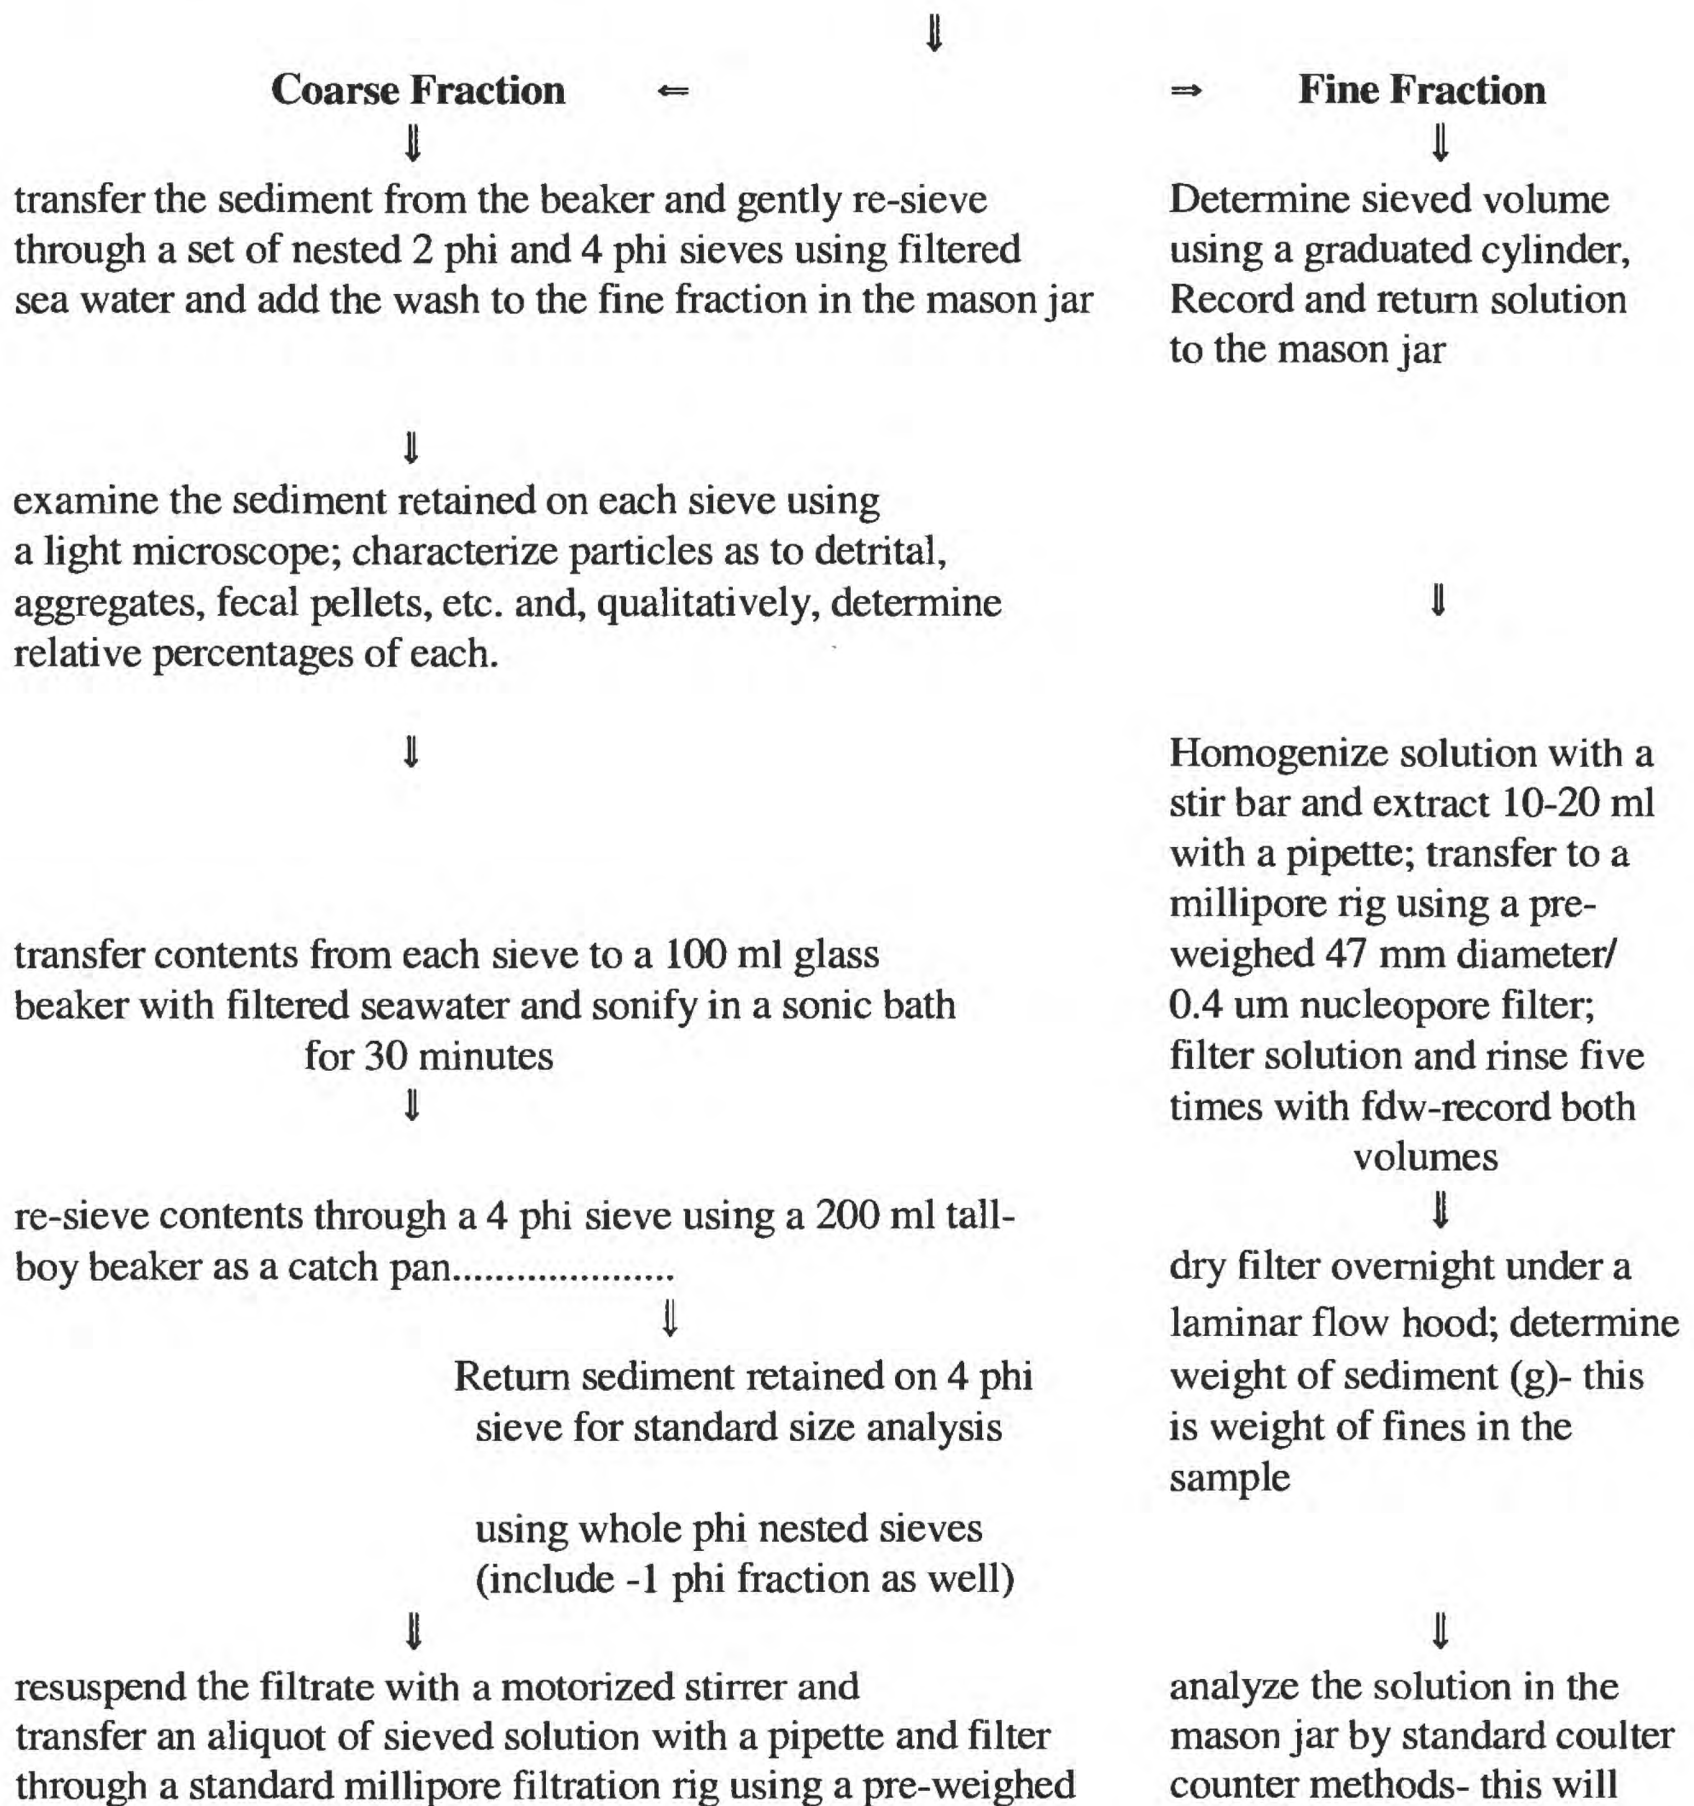 ⇓
Coarse Fraction ⇐
⇓
transfer the sediment from the beaker and gently re-sieve
through a set of nested 2 phi and 4 phi sieves using filtered
sea water and add the wash to the fine fraction in the mason jar
⇓
examine the sediment retained on each sieve using
a light microscope; characterize particles as to detrital,
aggregates, fecal pellets, etc. and, qualitatively, determine
relative percentages of each.
⇓
transfer contents from each sieve to a 100 ml glass
beaker with filtered seawater and sonify in a sonic bath
for 30 minutes
⇓
re-sieve contents through a 4 phi sieve using a 200 ml tall-
boy beaker as a catch pan.....................
⇓
Return sediment retained on 4 phi
sieve for standard size analysis
using whole phi nested sieves
(include -1 phi fraction as well)
⇓
resuspend the filtrate with a motorized stirrer and
transfer an aliquot of sieved solution with a pipette and filter
through a standard millipore filtration rig using a pre-weighed
⇒ Fine Fraction
⇓
Determine sieved volume
using a graduated cylinder,
Record and return solution
to the mason jar
⇓
Homogenize solution with a
stir bar and extract 10-20 ml
with a pipette; transfer to a
millipore rig using a pre-
weighed 47 mm diameter/
0.4 um nucleopore filter;
filter solution and rinse five
times with fdw-record both
volumes
⇓
dry filter overnight under a
laminar flow hood; determine
weight of sediment (g)- this
is weight of fines in the
sample
⇓
analyze the solution in the
mason jar by standard coulter
counter methods- this will